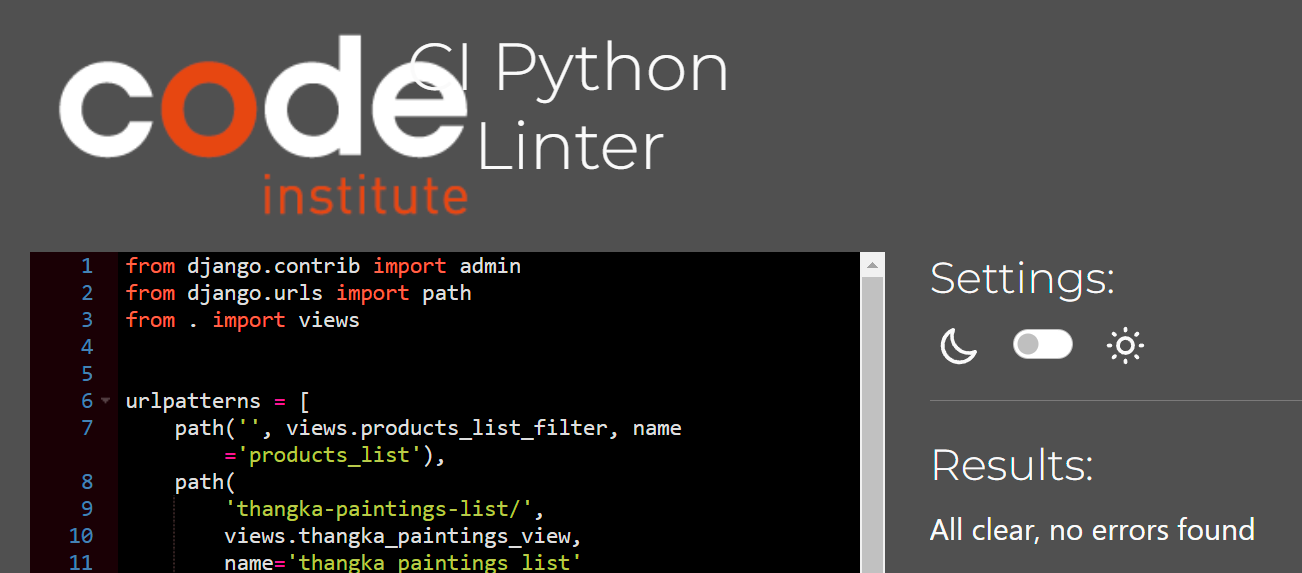 code
institute
CI Python
Linter
1 from django.contrib import admin
2 from django.urls import path
3 from . import views
4
5
6 urlpatterns = [
7 path('', views.products_list_filter, name
='products_list'),
8 path(
9 'thangka-paintings-list/',
10 views.thangka_paintings_view,
11 name='thangka_paintings_list'
Settings:
Results:
All clear, no errors found